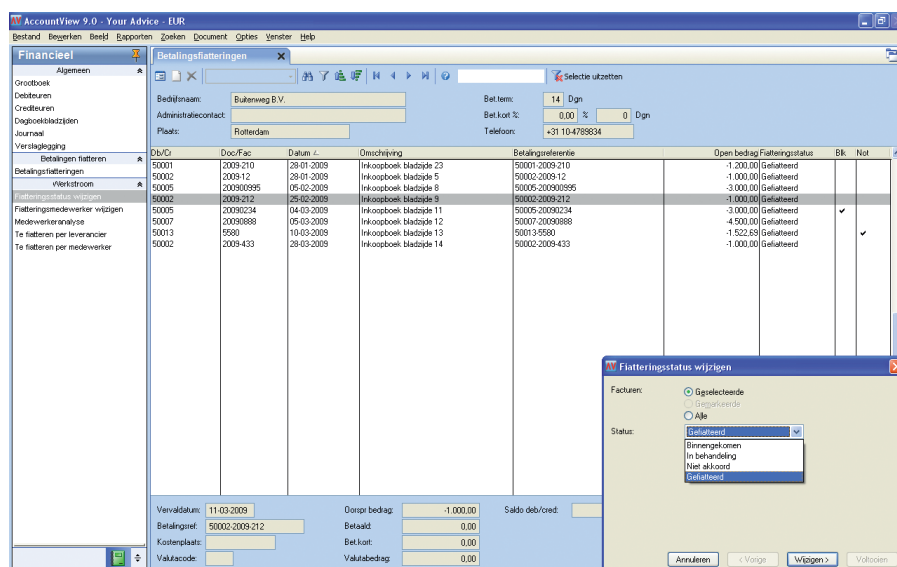 AccountView 9.0 - Your Advice - EUR
Bestand Bewerken Beeld Rapporten Zoeken Document Opties Venster Help
Financieel
Algemeen
Grootboek
Debiteuren
Crediteuren
Dagboekbladzijden
Journaal
Verslaglegging
Betalingen fiatteren
Betalingsfiatteringen
Werkstroom
Fiatteringsstatus wijzigen
Fiatteringsmedewerker wijzigen
Medewerkeranalyse
Te fiatteren per leverancier
Te fiatteren per medewerker
Betalingsfiatteringen
Selectie uitzetten
Bedrijfsnaam: Buitenweg B.V. Bet.term: 14 Dgn
Administratiecontact: Bet.kort %: 0,00 % 0 Dgn
Plaats: Rotterdam Telefoon: +31 10-4789834
Db/Cr Doc/Fac Datum Omschrijving Betalingsreferentie Open bedrag Fiatteringsstatus Blk Not
50001 2009-210 28-01-2009 Inkoopboek bladzijde 23 50001-2009-210 -1.200,00 Gefiatteerd
50002 2009-12 28-01-2009 Inkoopboek bladzijde 5 50002-2009-12 -1.000,00 Gefiatteerd
50005 200900995 05-02-2009 Inkoopboek bladzijde 8 50005-200900995 -3.000,00 Gefiatteerd
50002 2009-212 25-02-2009 Inkoopboek bladzijde 9 50002-2009-212 -1.000,00 Gefiatteerd
50005 20090234 04-03-2009 Inkoopboek bladzijde 11 50005-20090234 -3.000,00 Gefiatteerd
50007 20090888 05-03-2009 Inkoopboek bladzijde 12 50007-20090888 -4.500,00 Gefiatteerd
50013 5580 10-03-2009 Inkoopboek bladzijde 13 50013-5580 -1.522,69 Gefiatteerd
50002 2009-433 28-03-2009 Inkoopboek bladzijde 14 50002-2009-433 -1.000,00 Gefiatteerd
Fiatteringsstatus wijzigen
Facturen: Geselecteerde
Gemarkeerde
Alle
Status: Gefiatteerd
Binnengekomen
In behandeling
Niet akkoord
Gefiatteerd
Annuleren < Vorige Wijzigen > Voltooien
Vervaldatum: 11-03-2009 Oorspr bedrag: -1.000,00 Saldo deb/cred:
Betalingsref: 50002-2009-212 Betaald: 0,00
Kostenplaats: Bet.kort: 0,00
Valutacode: Valutabedrag: 0,00